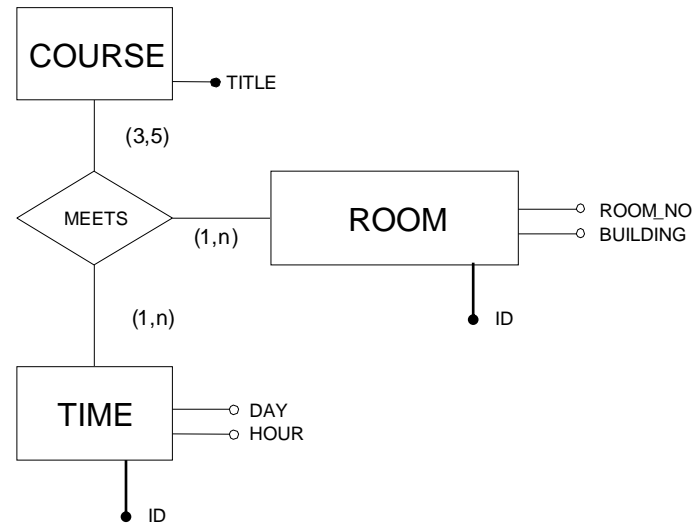 COURSE
TITLE
(3,5)
MEETS
(1,n)
ROOM
ROOM_NO
BUILDING
ID
(1,n)
TIME
DAY
HOUR
ID